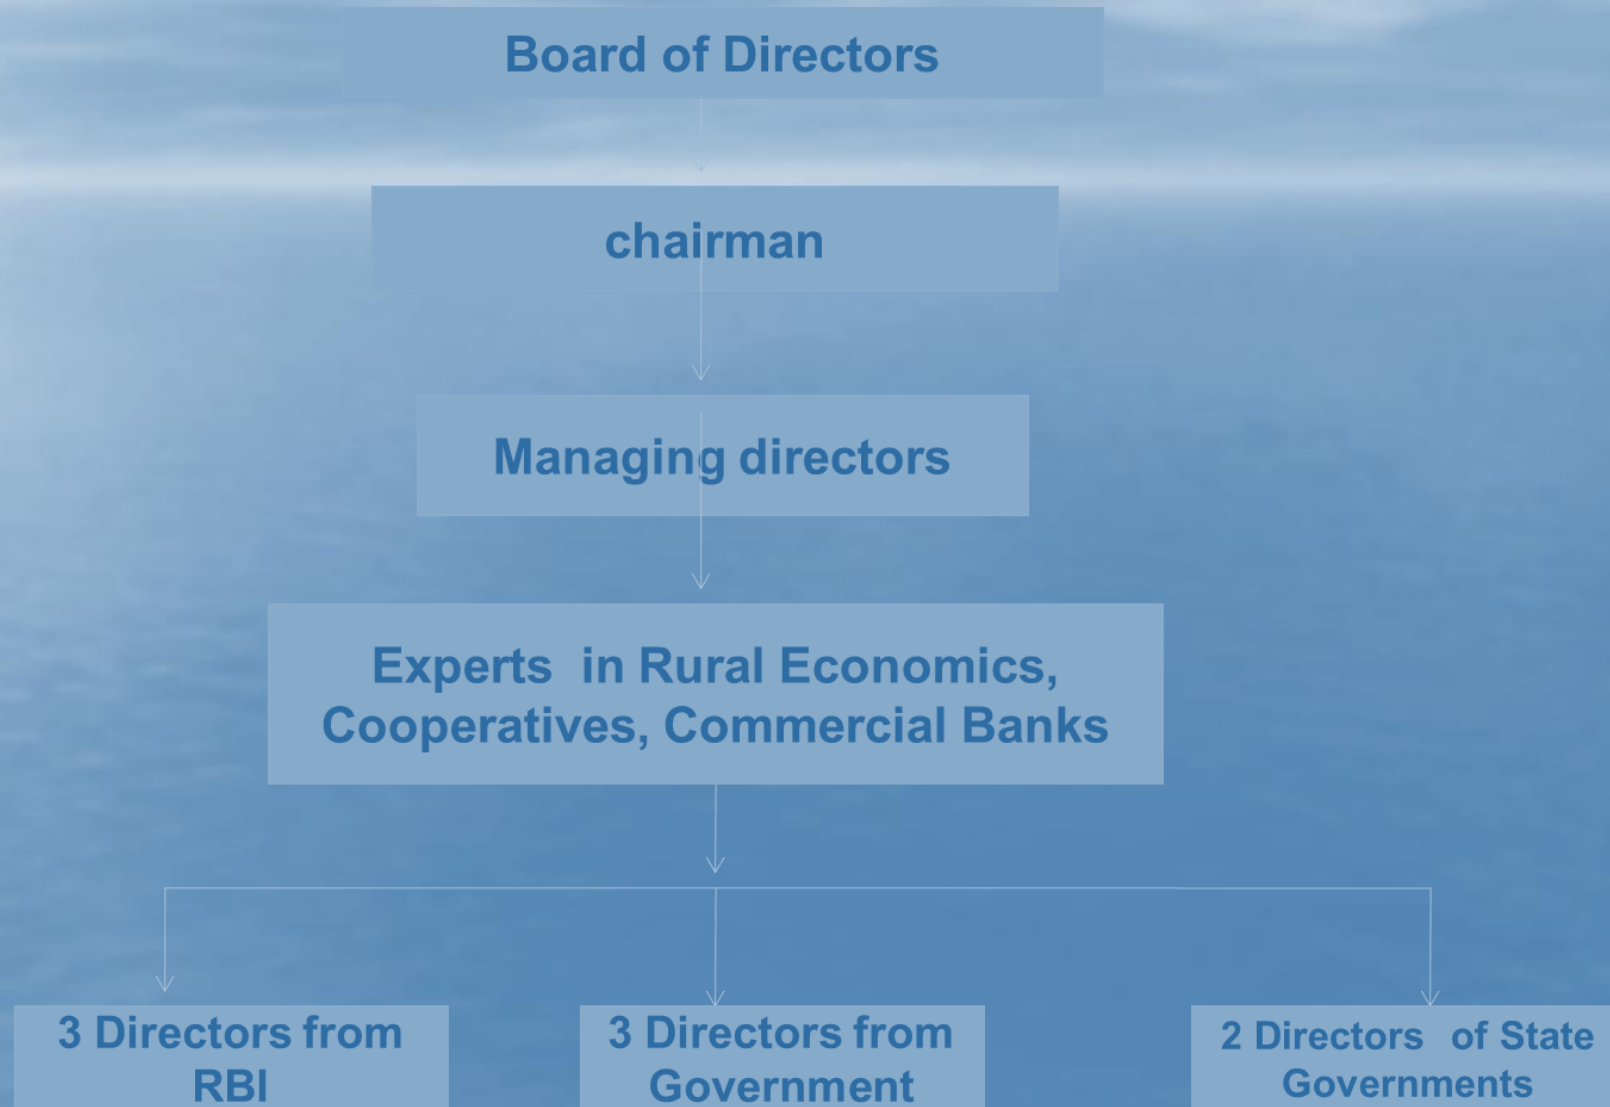 Board of Directors
chairman
Managing directors
Experts  in Rural Economics,
Cooperatives, Commercial Banks
3 Directors from
RBI
3 Directors from
Government
2 Directors  of State
Governments